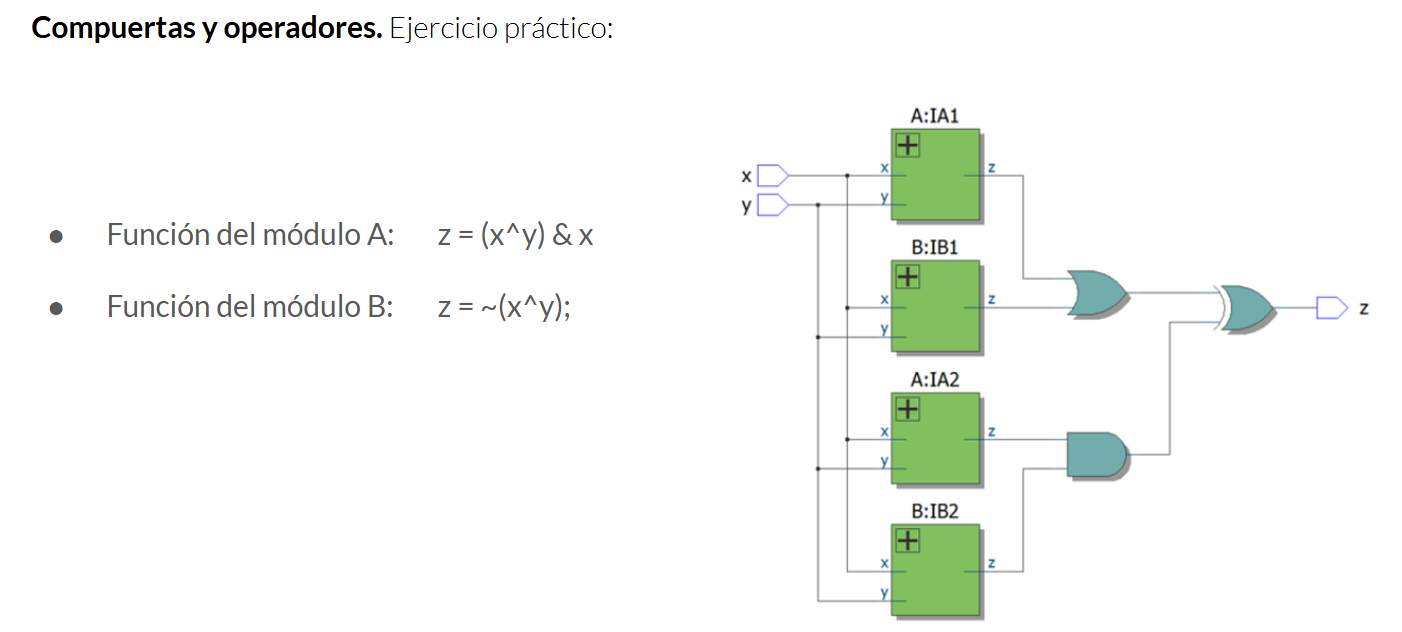 Compuertas y operadores. Ejercicio práctico:
● Función del módulo A: z = (x^y) & x
● Función del módulo B: z = ~(x^y);
A:IA1
x
y
z
x
y
B:IB1
x
y
z
z
A:IA2
x
y
z
B:IB2
x
y
z